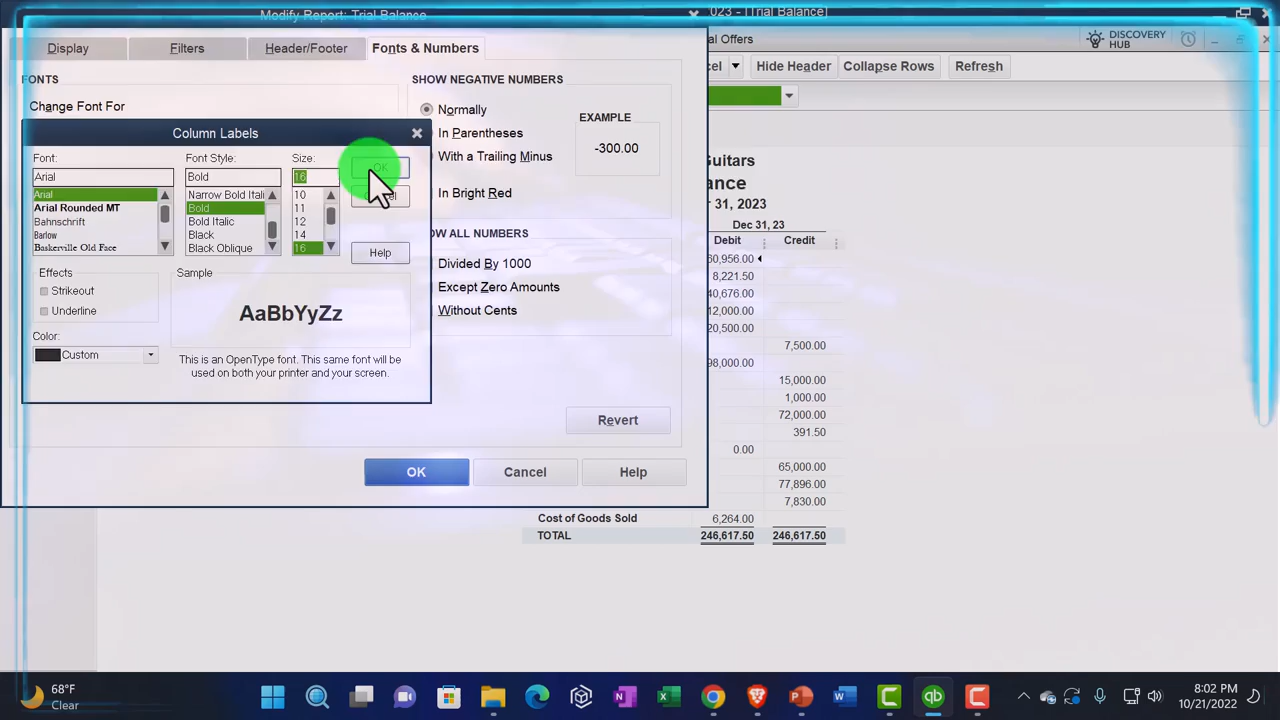 Modify Report: Trial Balance
023 - [Trial Balance]
Display
Filters
Header/Footer
Fonts & Numbers
al Offers
DISCOVERY
HUB
cel
Hide Header
Collapse Rows
Refresh
FONTS
Change Font For
SHOW NEGATIVE NUMBERS
Normally
In Parentheses
With a Trailing Minus
In Bright Red
EXAMPLE
-300.00
OW ALL NUMBERS
Divided By 1000
Except Zero Amounts
Without Cents
Revert
OK
Cancel
Help
Column Labels
Font:
Arial
Arial
Arial Rounded MT
Bahnschrift
Barlow
Baskerville Old Face
Font Style:
Bold
Narrow Bold Itali
Bold
Bold Italic
Black
Black Oblique
Size:
16
10
11
12
14
16
OK
Help
Effects
Strikeout
Underline
Color:
Custom
Sample
AaBbYyZz
This is an OpenType font. This same font will be
used on both your printer and your screen.
Guitars
ance
r 31, 2023
Dec 31, 23
Debit
Credit
60,956.00
8,221.50
40,676.00
12,000.00
20,500.00
7,500.00
98,000.00
15,000.00
1,000.00
72,000.00
391.50
0.00
65,000.00
77,896.00
7,830.00
Cost of Goods Sold
6,264.00
TOTAL
246,617.50
246,617.50
68°F
Clear
8:02 PM
10/21/2022